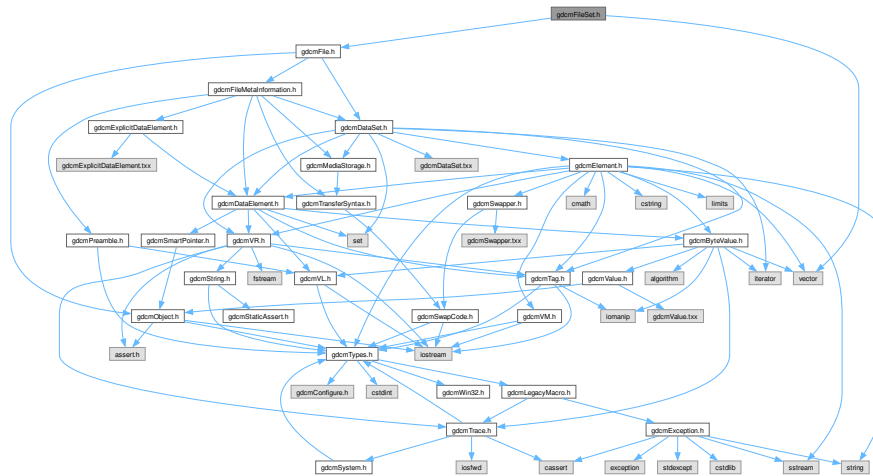 gdcmFileSet.h
gdcmFile.h
gdcmFileMetaInformation.h
gdcmExplicitDataElement.h
gdcmDataSet.h
gdcmExplicitDataElement.txx
gdcmMediaStorage.h
gdcmDataSet.txx
gdcmElement.h
gdcmDataElement.h
gdcmTransferSyntax.h
gdcmSwapper.h
cmath
cstring
limits
gdcmPreamble.h
gdcmSmartPointer.h
gdcmVR.h
set
gdcmSwapper.txx
gdcmByteValue.h
gdcmString.h
fstream
gdcmVL.h
gdcmTag.h
gdcmValue.h
algorithm
iterator
vector
gdcmObject.h
gdcmStaticAssert.h
gdcmSwapCode.h
gdcmVM.h
iomanip
gdcmValue.txx
assert.h
gdcmTypes.h
iostream
gdcmConfigure.h
cstdint
gdcmWin32.h
gdcmLegacyMacro.h
gdcmTrace.h
gdcmException.h
gdcmSystem.h
iosfwd
cassert
exception
stdexcept
cstdlib
sstream
string